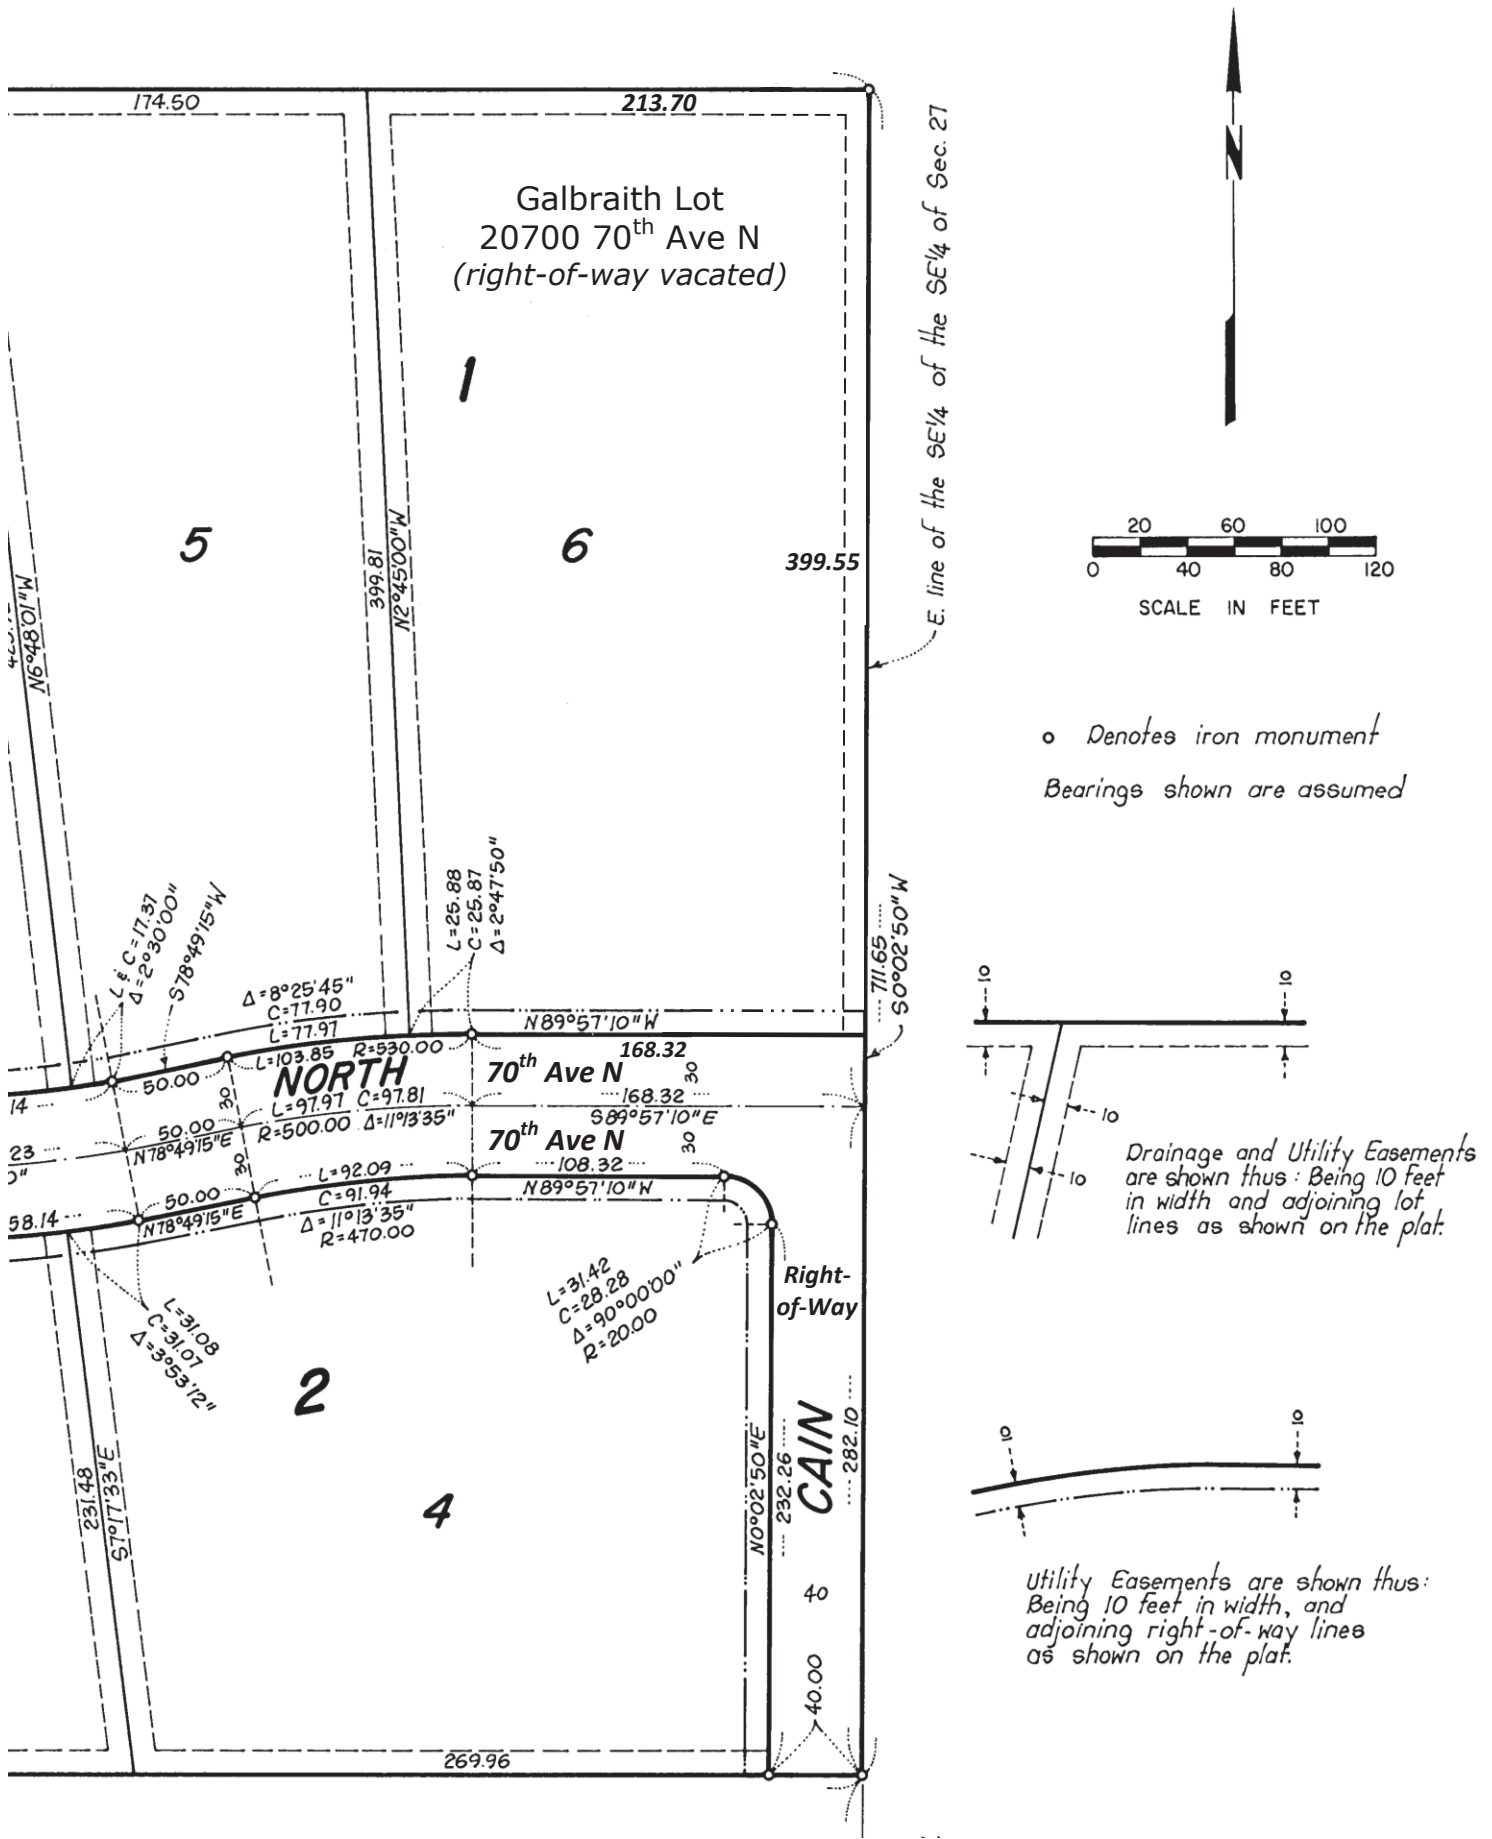 174.50
213.70
Galbraith Lot
20700 70th Ave N
(right-of-way vacated)
1
5
6
399.81
N2°45'00"W
399.55
N6°48'01"W
E. line of the SE1/4 of the SE1/4 of Sec. 27
N
20 60 100
0 40 80 120
SCALE IN FEET
Denotes iron monument
Bearings shown are assumed
L & C=17.37
Δ=2°30'00"
S78°49'15"W
L=25.88
C=25.87
Δ=2°47'50"
Δ=8°25'45"
C=77.90
L=77.97
L=103.85 R=530.00
N89°57'10"W
168.32
711.65
S0°02'50"W
50.00
NORTH
70th Ave N
30
30
14
L=97.97 C=97.81
R=500.00 Δ=11°13'35"
168.32
S89°57'10"E
50.00
N78°49'15"E
23
70th Ave N
30
30
L=92.09
C=91.94
Δ=11°13'35"
R=470.00
108.32
N89°57'10"W
50.00
N78°49'15"E
58.14
L=31.08
C=31.07
Δ=3°53'12"
L=31.42
C=28.28
Δ=90°00'00"
R=20.00
Right-
of-Way
2
4
231.48
S7°17'33"E
N0°02'50"E
232.26
CAIN
282.10
40
40.00
269.96
10
10
10
10
Drainage and Utility Easements
are shown thus: Being 10 feet
in width and adjoining lot
lines as shown on the plat.
10
10
Utility Easements are shown thus:
Being 10 feet in width, and
adjoining right-of-way lines
as shown on the plat.